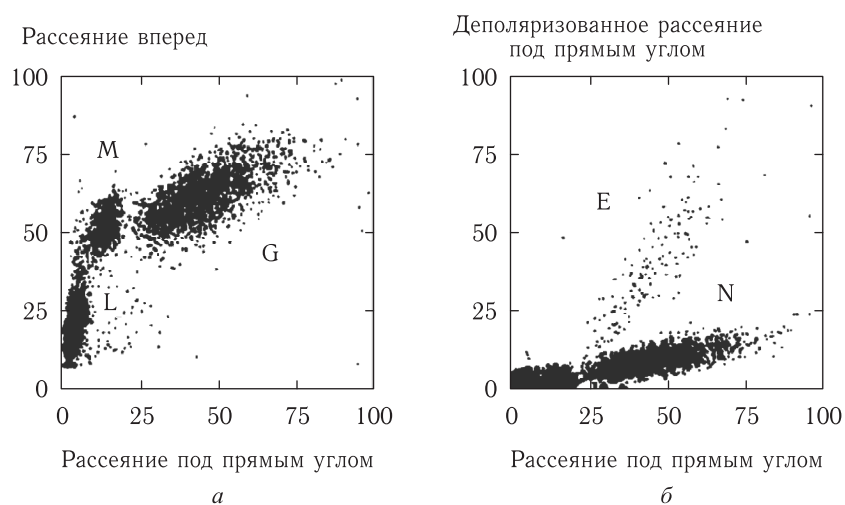 Рассеяние вперед
100
75
50
25
0
M
G
L
0 25 50 75 100
Рассеяние под прямым углом
а
Деполяризованное рассеяние
под прямым углом
100
75
50
25
0
E
N
0 25 50 75 100
Рассеяние под прямым углом
б